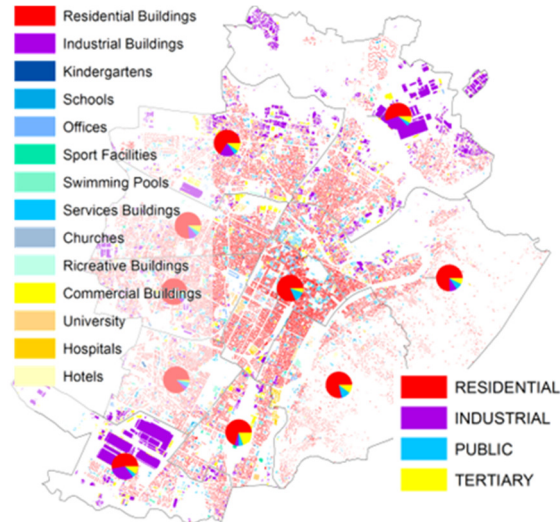 Residential Buildings
Industrial Buildings
Kindergartens
Schools
Offices
Sport Facilities
Swimming Pools
Services Buildings
Churches
Ricreative Buildings
Commercial Buildings
University
Hospitals
Hotels
RESIDENTIAL
INDUSTRIAL
PUBLIC
TERTIARY